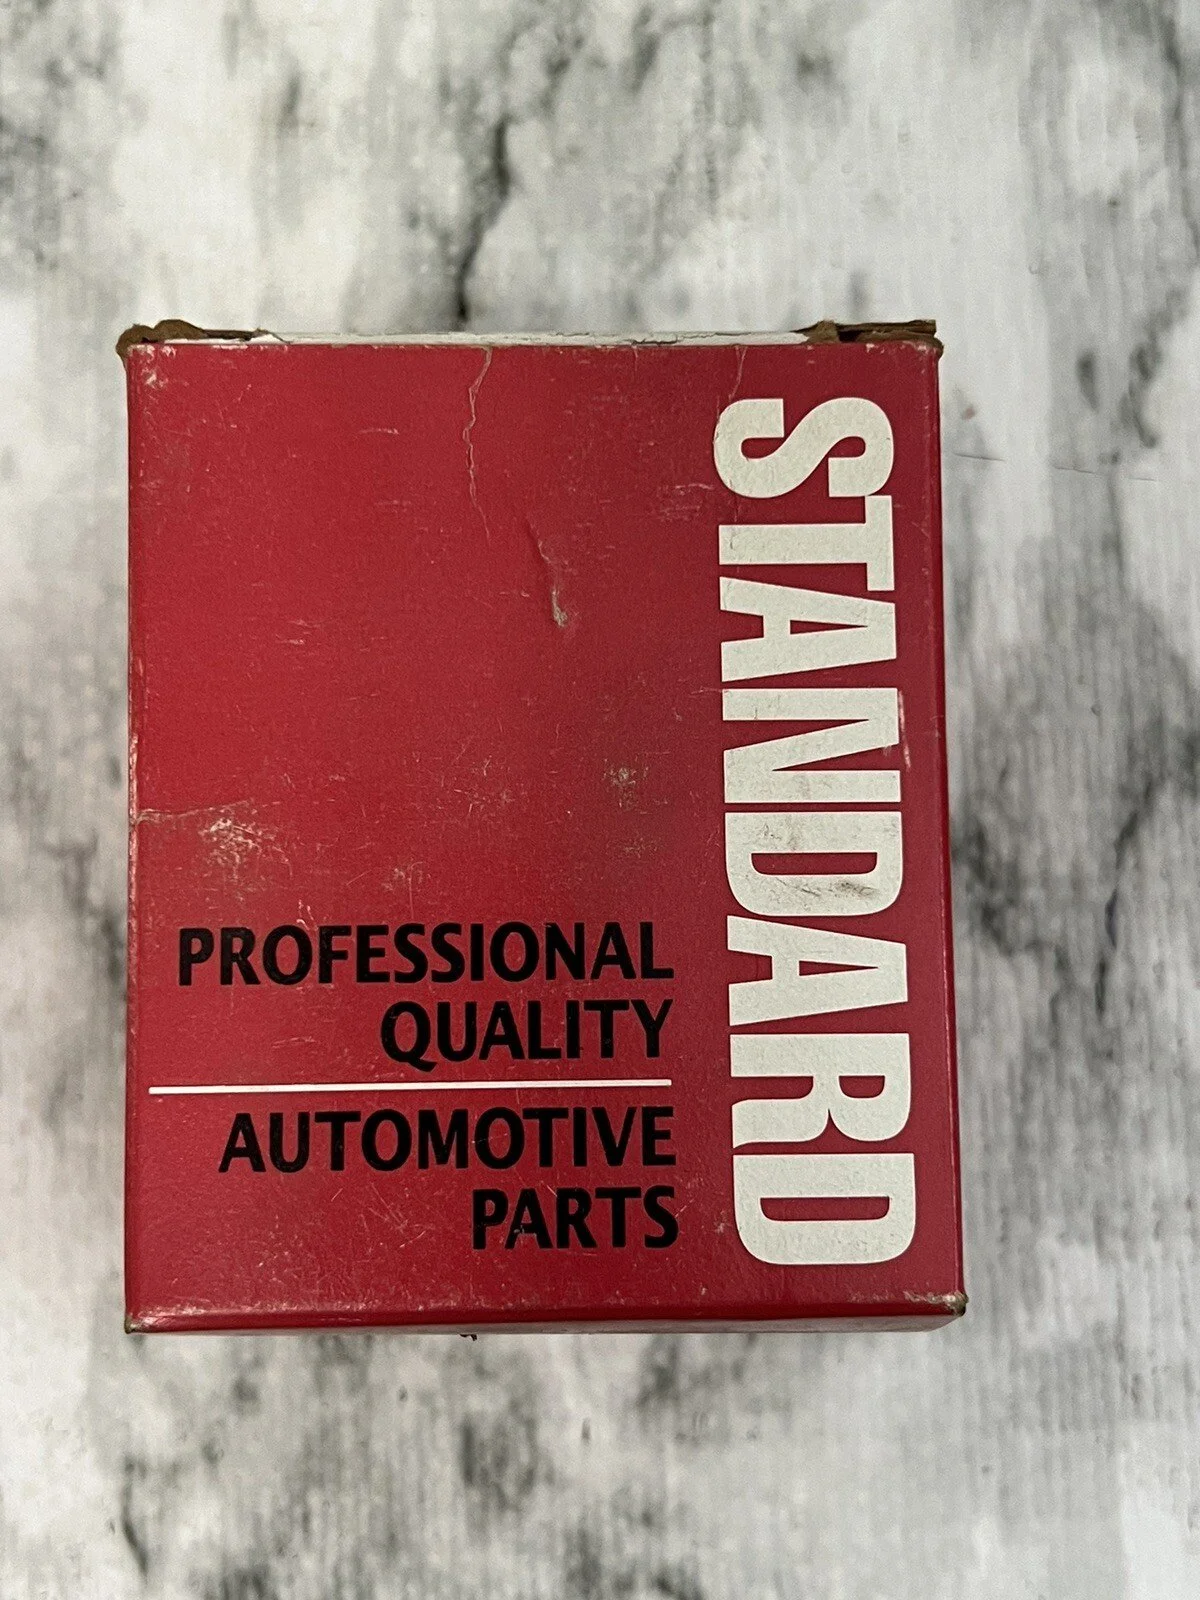 STANDARD
PROFESSIONAL
QUALITY
AUTOMOTIVE
PARTS